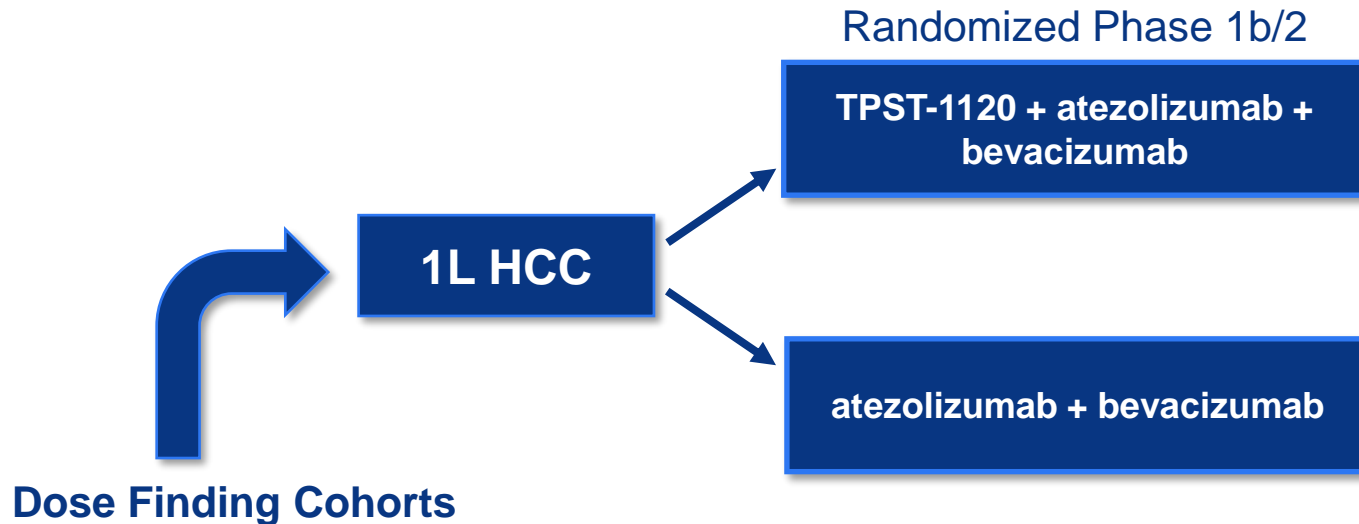 Randomized Phase 1b/2
TPST-1120 + atezolizumab +
bevacizumab
1L HCC
atezolizumab + bevacizumab
Dose Finding Cohorts